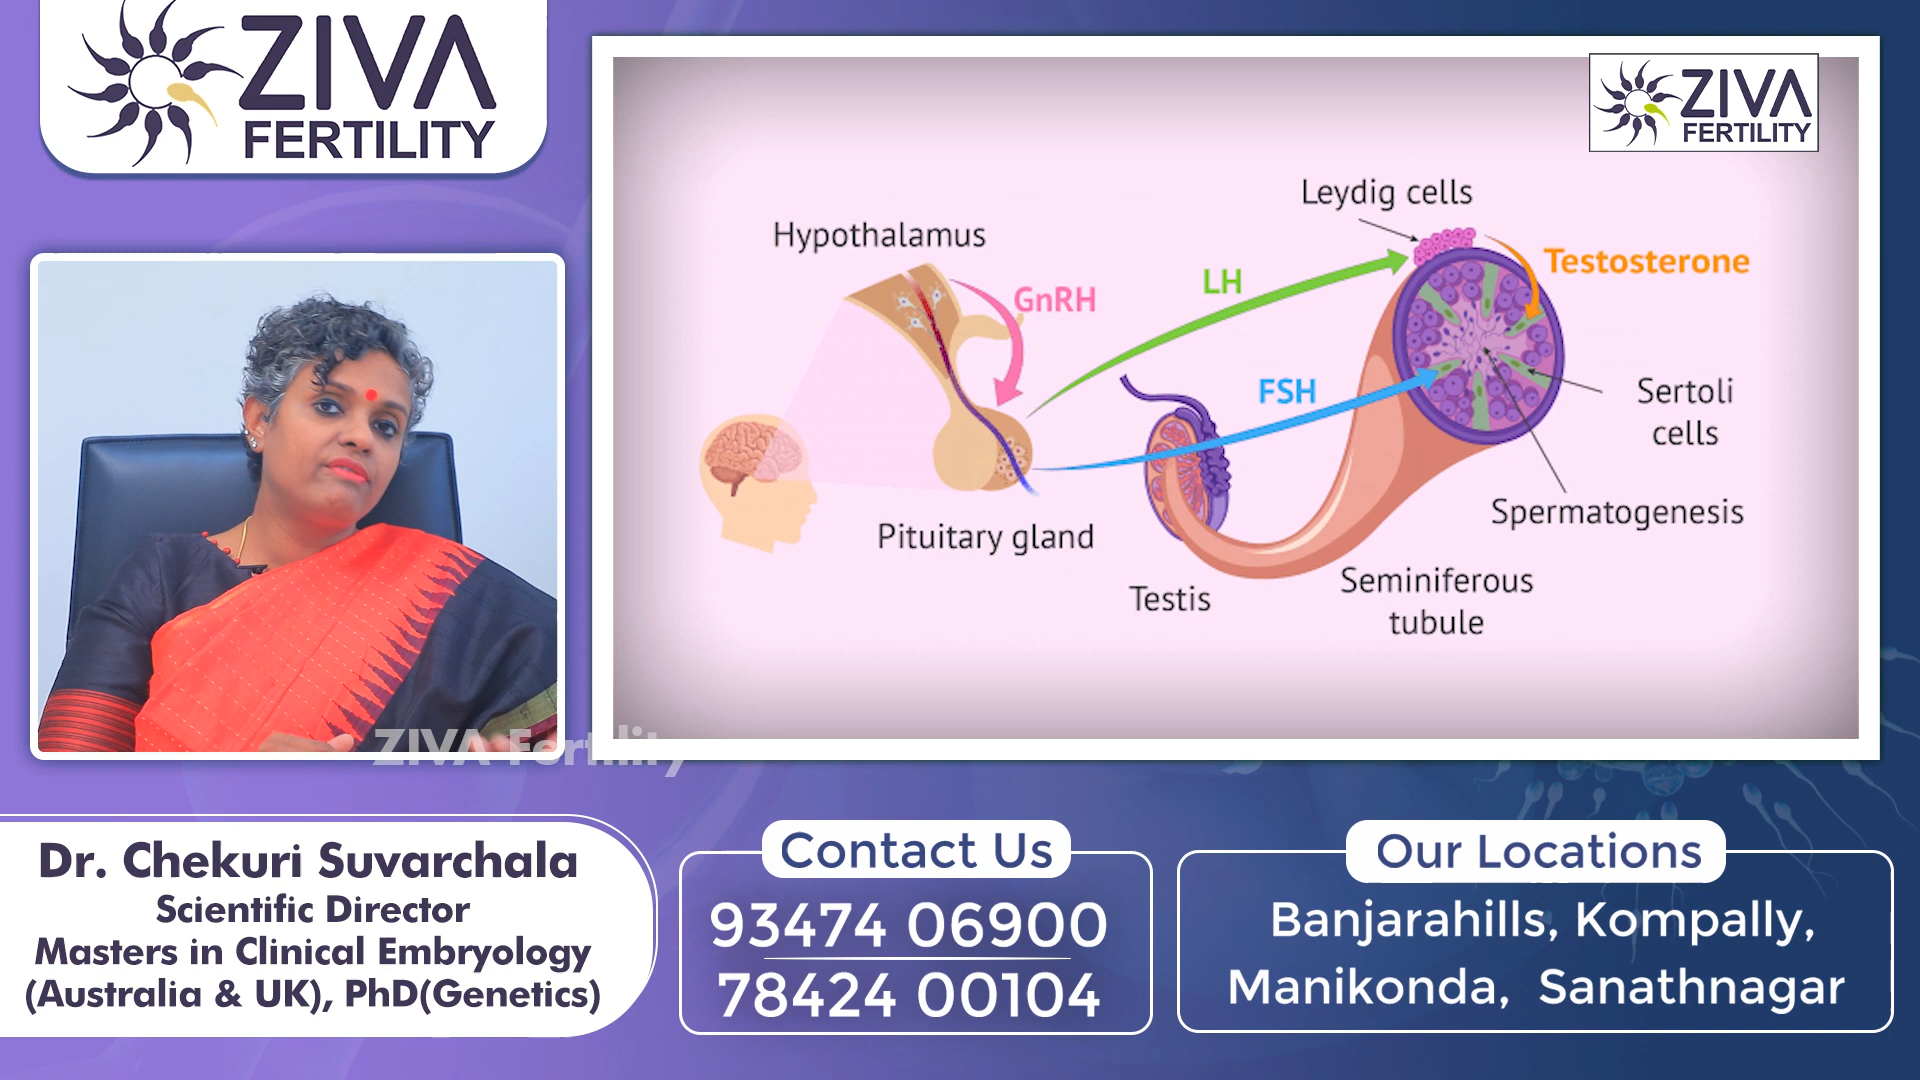 ZIVA
FERTILITY
ZIVA
FERTILITY
Leydig cells
Hypothalamus
Testosterone
LH
GnRH
FSH
Sertoli
cells
Spermatogenesis
Pituitary gland
Seminiferous
tubule
Testis
ZIVA Fertility
Dr. Chekuri Suvarchala
Scientific Director
Masters in Clinical Embryology
(Australia & UK), PhD(Genetics)
Contact Us
93474 06900
78424 00104
Our Locations
Banjarahills, Kompally,
Manikonda, Sanathnagar